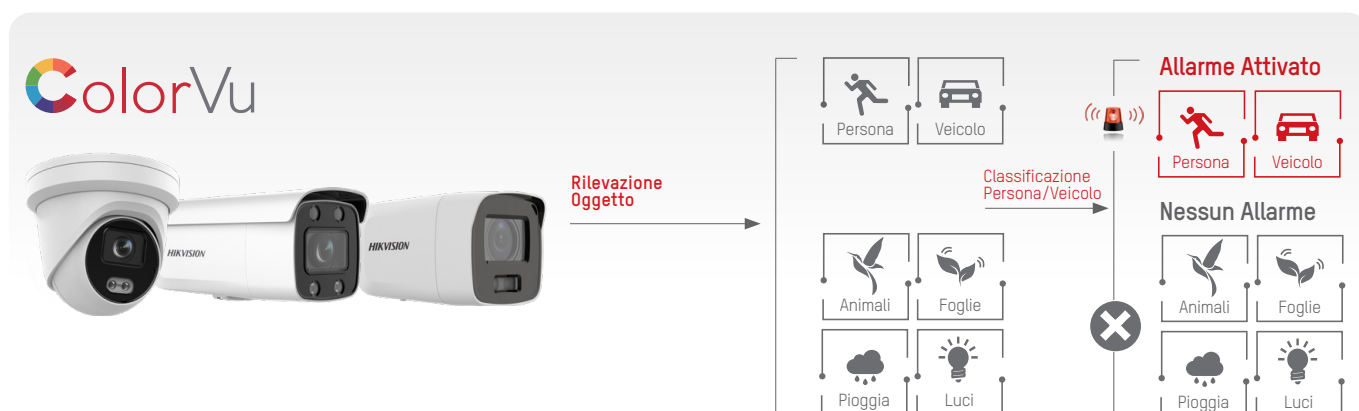 ColorVu
HIKVISION
HIKVISION
Rilevazione
Oggetto
Persona
Veicolo
Animali
Foglie
Pioggia
Luci
Classificazione
Persona/Veicolo
Allarme Attivato
Persona
Veicolo
Nessun Allarme
Animali
Foglie
Pioggia
Luci